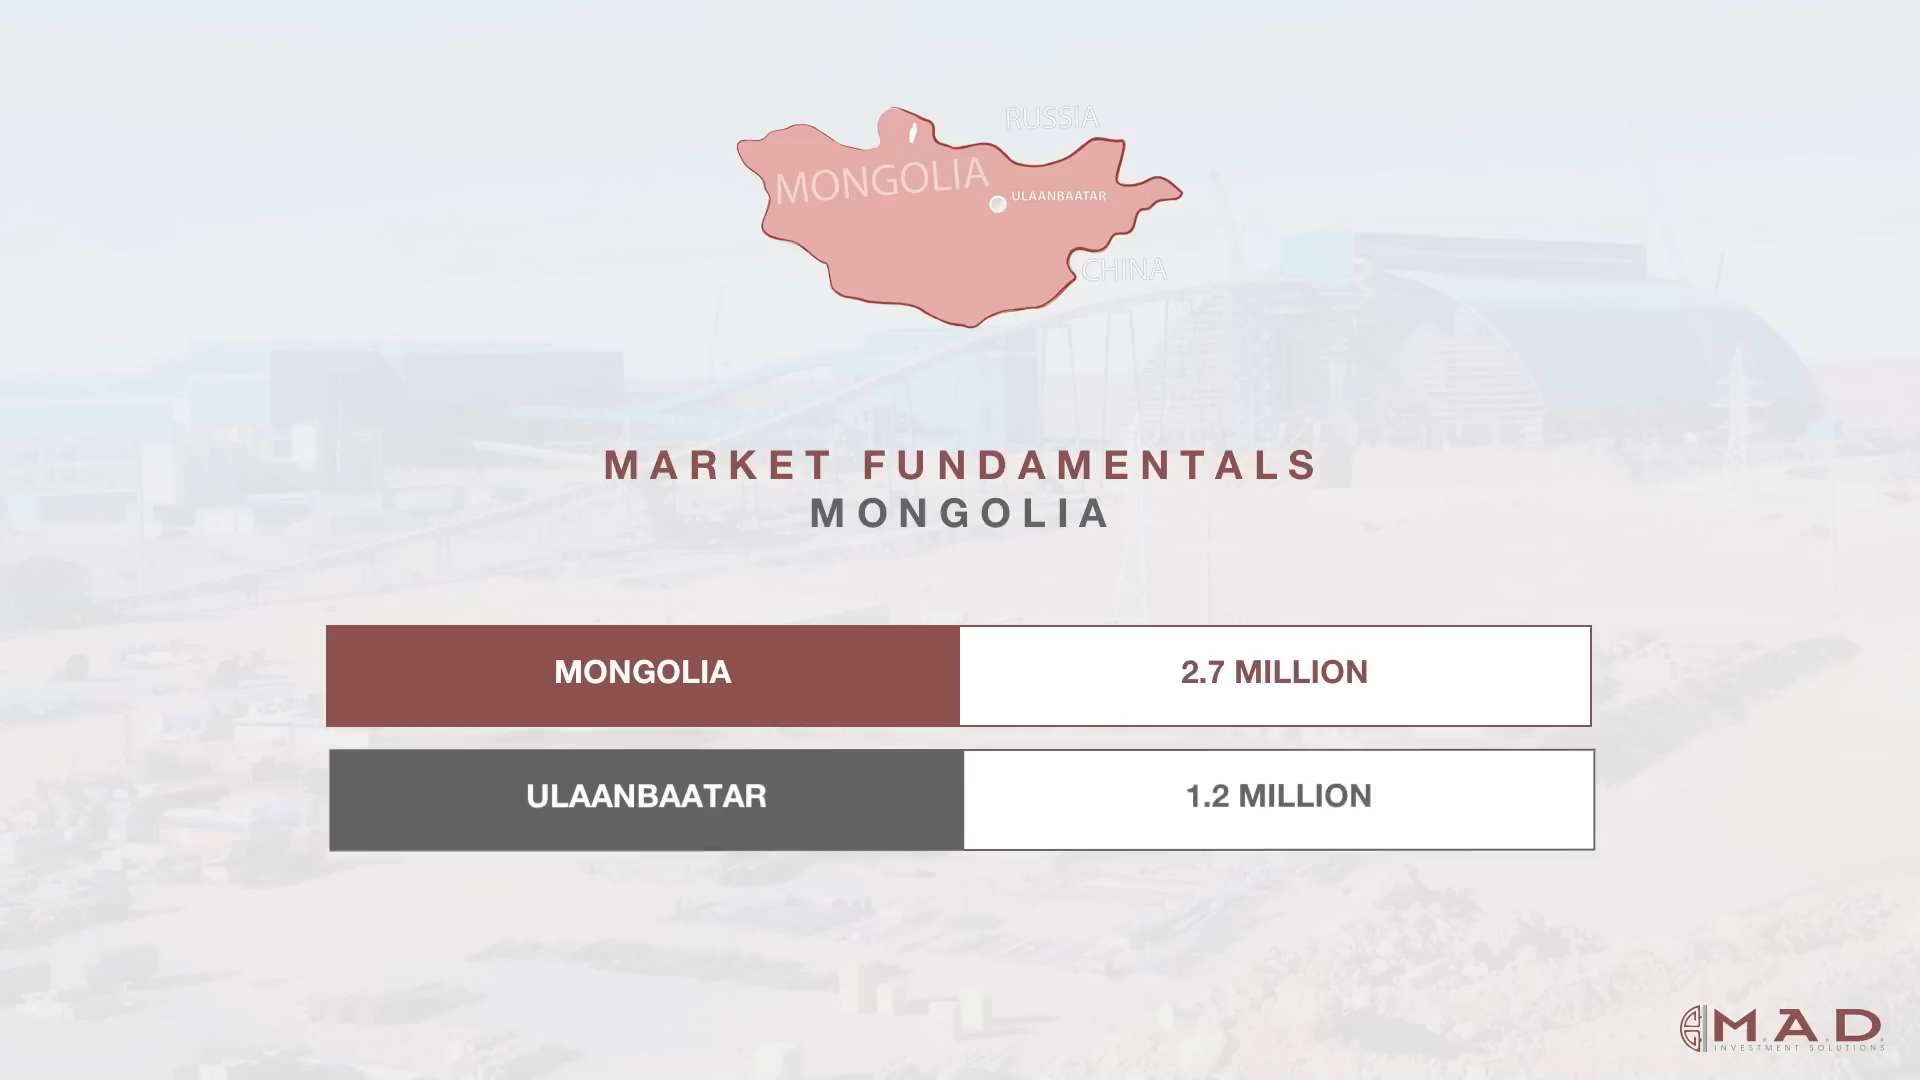 RUSSIA
MONGOLIA
ULAANBAATAR
CHINA
MARKET FUNDAMENTALS
MONGOLIA
MONGOLIA 2.7 MILLION
ULAANBAATAR 1.2 MILLION
M.A.D.
INVESTMENT SOLUTIONS